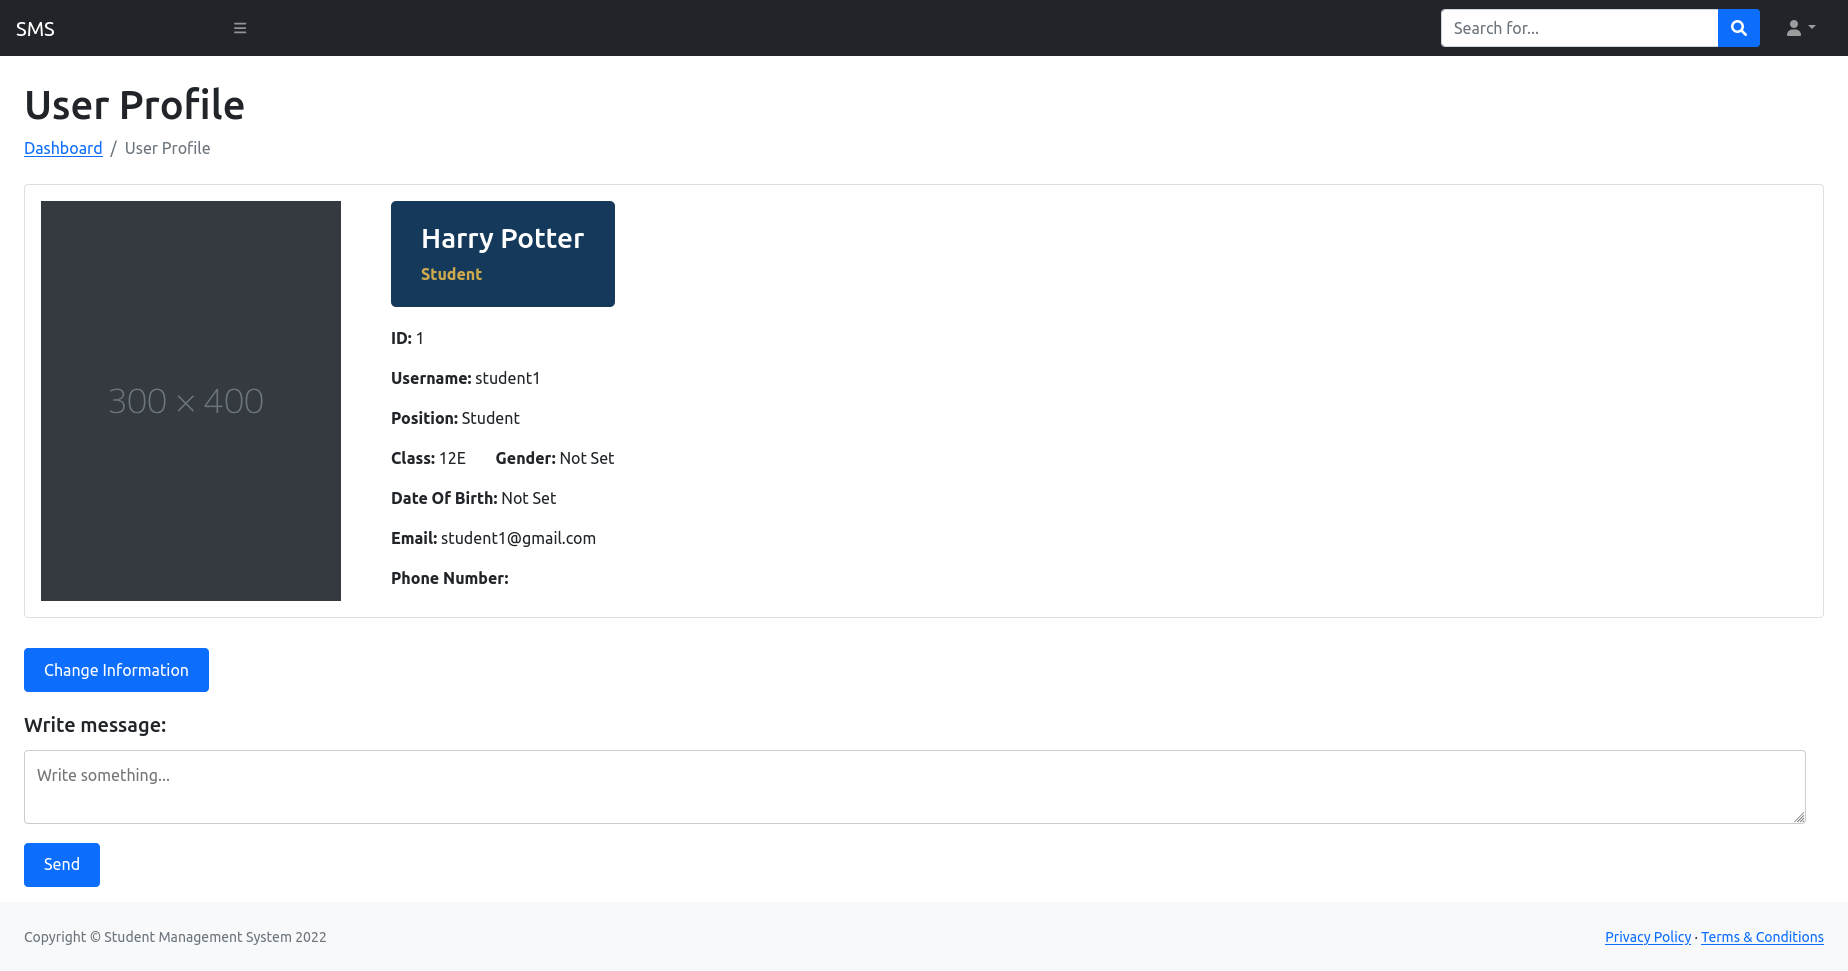 SMS
Search for...
User Profile
Dashboard / User Profile
300 × 400
Harry Potter
Student
ID: 1
Username: student1
Position: Student
Class: 12E Gender: Not Set
Date Of Birth: Not Set
Email: student1@gmail.com
Phone Number:
Change Information
Write message:
Write something...
Send
Copyright © Student Management System 2022
Privacy Policy · Terms & Conditions